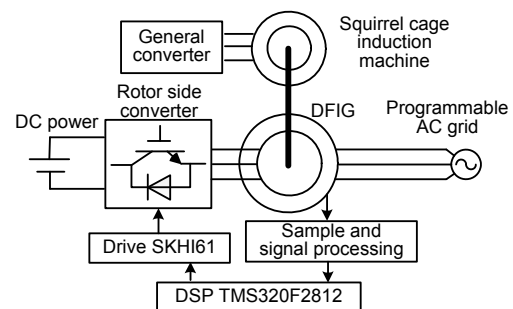 General
converter
Squirrel cage
induction
machine
Rotor side
converter
DFIG
Programmable
AC grid
DC power
Drive SKHI61
Sample and
signal processing
DSP TMS320F2812